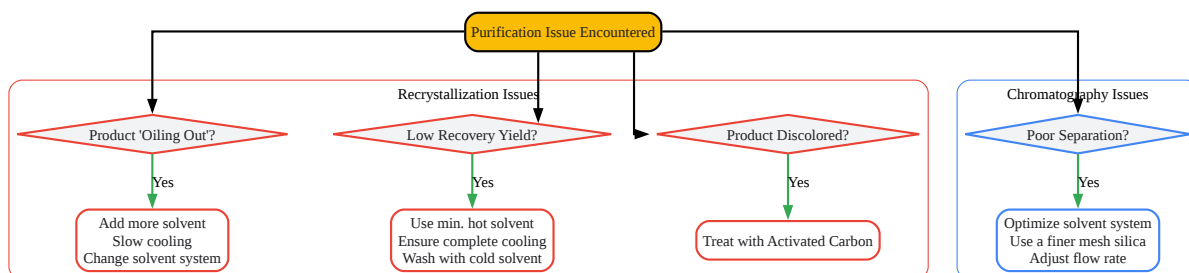 Purification Issue Encountered
Recrystallization Issues
Chromatography Issues
Product 'Oiling Out'?
Low Recovery Yield?
Product Discolored?
Poor Separation?
Yes
Yes
Yes
Yes
Add more solvent
Slow cooling
Change solvent system
Use min. hot solvent
Ensure complete cooling
Wash with cold solvent
Treat with Activated Carbon
Optimize solvent system
Use a finer mesh silica
Adjust flow rate